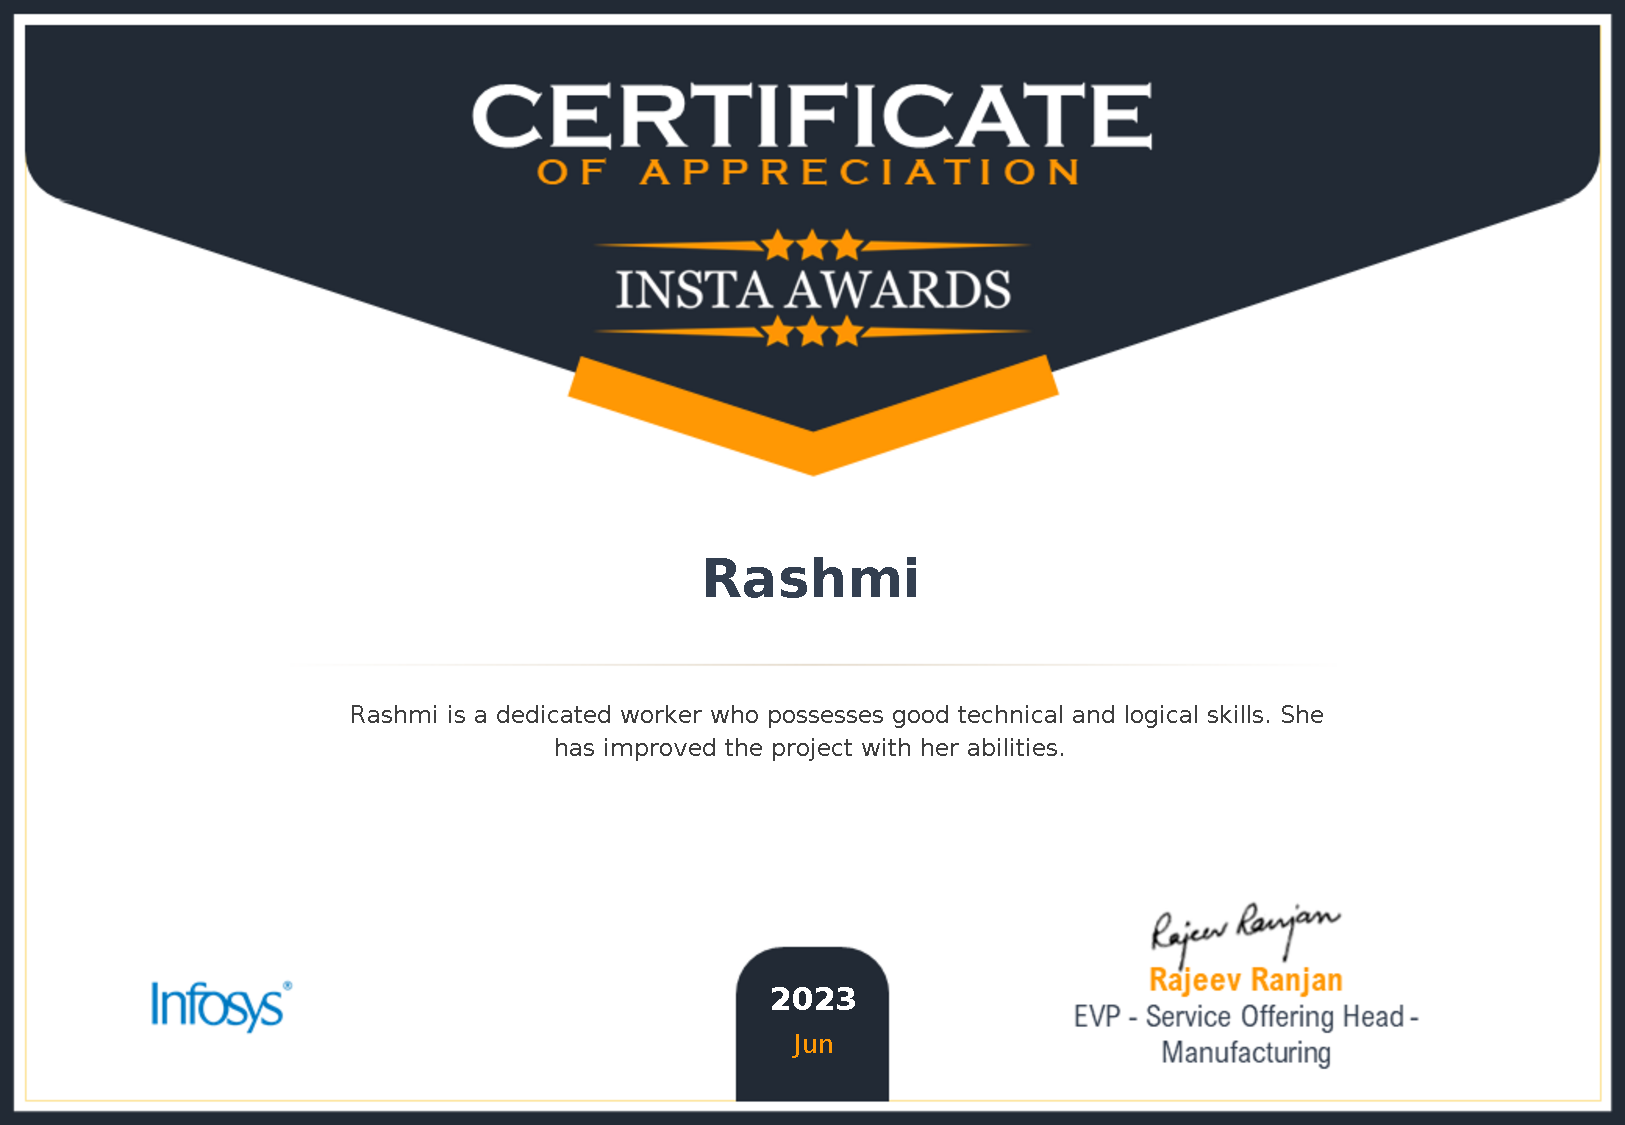 CERTIFICATE
OF APPRECIATION
INSTA AWARDS
Rashmi
Rashmi is a dedicated worker who possesses good technical and logical skills. She
has improved the project with her abilities.
Rajeev Ranjan
Rajeev Ranjan
EVP - Service Offering Head -
Manufacturing
Infosys®
2023
Jun